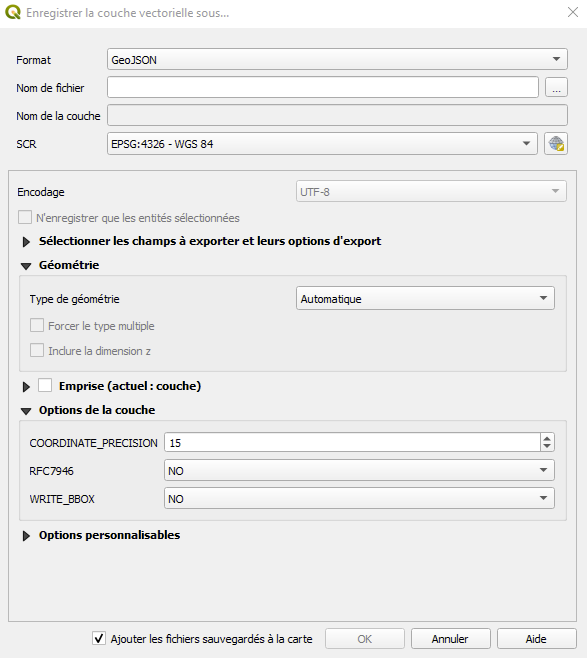 Enregistrer la couche vectorielle sous...
Format GeoJSON
Nom de fichier ...
Nom de la couche
SCR EPSG:4326 - WGS 84
Encodage UTF-8
N'enregistrer que les entités sélectionnées
Sélectionner les champs à exporter et leurs options d'export
Géométrie
Type de géométrie Automatique
Forcer le type multiple
Inclure la dimension z
Emprise (actuel : couche)
Options de la couche
COORDINATE_PRECISION 15
RFC7946 NO
WRITE_BBOX NO
Options personnalisables
Ajouter les fichiers sauvegardés à la carte OK Annuler Aide